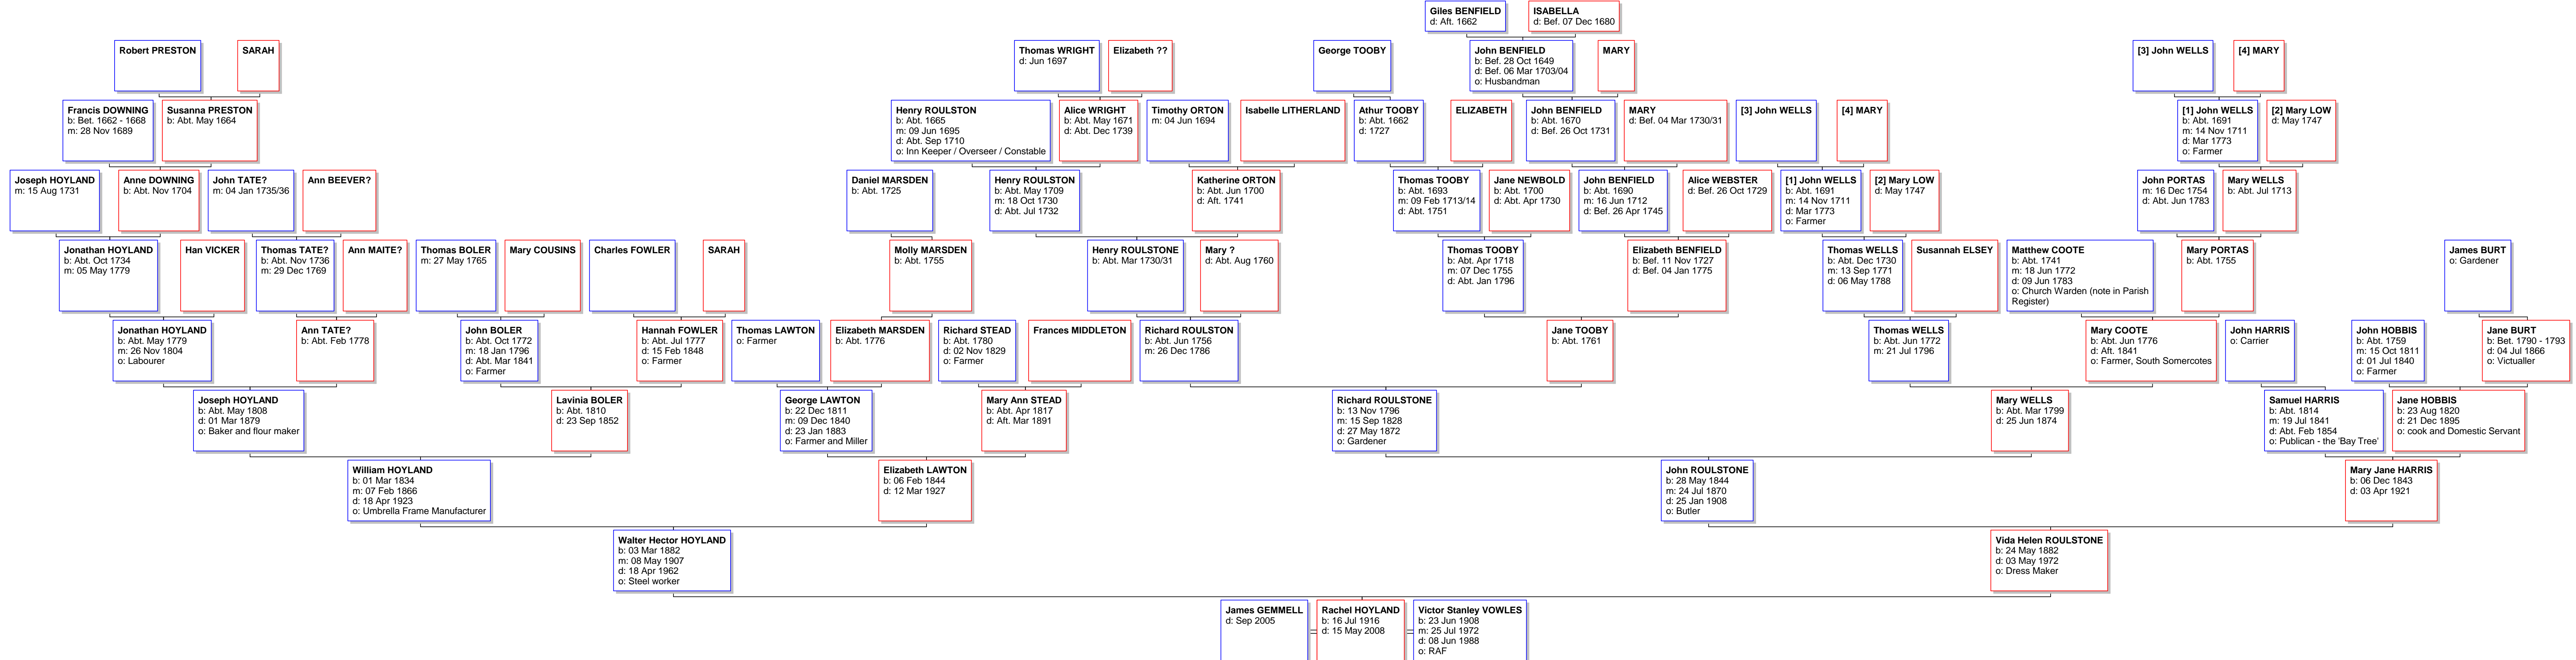 Giles BENFIELD
d: Aft. 1662
ISABELLA
d: Bef. 07 Dec 1680
Robert PRESTON
SARAH
Thomas WRIGHT
d: Jun 1697
Elizabeth ??
George TOOBY
John BENFIELD
b: Bef. 28 Oct 1649
d: Bef. 06 Mar 1703/04
o: Husbandman
MARY
[3] John WELLS
[4] MARY
Francis DOWNING
b: Bet. 1662 - 1668
m: 28 Nov 1689
Susanna PRESTON
b: Abt. May 1664
Henry ROULSTON
b: Abt. 1665
m: 09 Jun 1695
d: Abt. Sep 1710
o: Inn Keeper / Overseer / Constable
Alice WRIGHT
b: Abt. May 1671
d: Abt. Dec 1739
Timothy ORTON
m: 04 Jun 1694
Isabelle LITHERLAND
Athur TOOBY
b: Abt. 1662
d: 1727
ELIZABETH
John BENFIELD
b: Abt. 1670
d: Bef. 26 Oct 1731
MARY
d: Bef. 04 Mar 1730/31
[3] John WELLS
[4] MARY
[1] John WELLS
b: Abt. 1691
m: 14 Nov 1711
d: Mar 1773
o: Farmer
[2] Mary LOW
d: May 1747
Joseph HOYLAND
m: 15 Aug 1731
Anne DOWNING
b: Abt. Nov 1704
John TATE?
m: 04 Jan 1735/36
Ann BEEVER?
Daniel MARSDEN
b: Abt. 1725
Henry ROULSTON
b: Abt. May 1709
m: 18 Oct 1730
d: Abt. Jul 1732
Katherine ORTON
b: Abt. Jun 1700
d: Aft. 1741
Thomas TOOBY
b: Abt. 1693
m: 09 Feb 1713/14
d: Abt. 1751
Jane NEWBOLD
b: Abt. 1700
d: Abt. Apr 1730
John BENFIELD
b: Abt. 1690
m: 16 Jun 1712
d: Bef. 26 Apr 1745
Alice WEBSTER
d: Bef. 26 Oct 1729
[1] John WELLS
b: Abt. 1691
m: 14 Nov 1711
d: Mar 1773
o: Farmer
[2] Mary LOW
d: May 1747
John PORTAS
m: 16 Dec 1754
d: Abt. Jun 1783
Mary WELLS
b: Abt. Jul 1713
Jonathan HOYLAND
b: Abt. Oct 1734
m: 05 May 1779
Han VICKER
Thomas TATE?
b: Abt. Nov 1736
m: 29 Dec 1769
Ann MAITE?
Thomas BOLER
m: 27 May 1765
Mary COUSINS
Charles FOWLER
SARAH
Molly MARSDEN
b: Abt. 1755
Henry ROULSTONE
b: Abt. Mar 1730/31
Mary ?
d: Abt. Aug 1760
Thomas TOOBY
b: Abt. Apr 1718
m: 07 Dec 1755
d: Abt. Jan 1796
Elizabeth BENFIELD
b: Bef. 11 Nov 1727
d: Bef. 04 Jan 1775
Thomas WELLS
b: Abt. Dec 1730
m: 13 Sep 1771
d: 06 May 1788
Susannah ELSEY
Matthew COOTE
b: Abt. 1741
m: 18 Jun 1772
d: 09 Jun 1783
o: Church Warden (note in Parish
Register)
Mary PORTAS
b: Abt. 1755
James BURT
o: Gardener
Jonathan HOYLAND
b: Abt. May 1779
m: 26 Nov 1804
o: Labourer
Ann TATE?
b: Abt. Feb 1778
John BOLER
b: Abt. Oct 1772
m: 18 Jan 1796
d: Abt. Mar 1841
o: Farmer
Hannah FOWLER
b: Abt. Jul 1777
d: 15 Feb 1848
o: Farmer
Thomas LAWTON
o: Farmer
Elizabeth MARSDEN
b: Abt. 1776
Richard STEAD
b: Abt. 1780
d: 02 Nov 1829
o: Farmer
Frances MIDDLETON
Richard ROULSTON
b: Abt. Jun 1756
m: 26 Dec 1786
Jane TOOBY
b: Abt. 1761
Thomas WELLS
b: Abt. Jun 1772
m: 21 Jul 1796
Mary COOTE
b: Abt. Jun 1776
d: Aft. 1841
o: Farmer, South Somercotes
John HARRIS
o: Carrier
John HOBBIS
b: Abt. 1759
m: 15 Oct 1811
d: 01 Jul 1840
o: Farmer
Jane BURT
b: Bet. 1790 - 1793
d: 04 Jul 1866
o: Victualler
Joseph HOYLAND
b: Abt. May 1808
d: 01 Mar 1879
o: Baker and flour maker
Lavinia BOLER
b: Abt. 1810
d: 23 Sep 1852
George LAWTON
b: 22 Dec 1811
m: 09 Dec 1840
d: 23 Jan 1883
o: Farmer and Miller
Mary Ann STEAD
b: Abt. Apr 1817
d: Aft. Mar 1891
Richard ROULSTONE
b: 13 Nov 1796
m: 15 Sep 1828
d: 27 May 1872
o: Gardener
Mary WELLS
b: Abt. Mar 1799
d: 25 Jun 1874
Samuel HARRIS
b: Abt. 1814
m: 19 Jul 1841
d: Abt. Feb 1854
o: Publican - the 'Bay Tree'
Jane HOBBIS
b: 23 Aug 1820
d: 21 Dec 1895
o: cook and Domestic Servant
William HOYLAND
b: 01 Mar 1834
m: 07 Feb 1866
d: 18 Apr 1923
o: Umbrella Frame Manufacturer
Elizabeth LAWTON
b: 06 Feb 1844
d: 12 Mar 1927
John ROULSTONE
b: 28 May 1844
m: 24 Jul 1870
d: 25 Jan 1908
o: Butler
Mary Jane HARRIS
b: 06 Dec 1843
d: 03 Apr 1921
Walter Hector HOYLAND
b: 03 Mar 1882
m: 08 May 1907
d: 18 Apr 1962
o: Steel worker
Vida Helen ROULSTONE
b: 24 May 1882
d: 03 May 1972
o: Dress Maker
James GEMMELL
d: Sep 2005
Rachel HOYLAND
b: 16 Jul 1916
d: 15 May 2008
Victor Stanley VOWLES
b: 23 Jun 1908
m: 25 Jul 1972
d: 08 Jun 1988
o: RAF